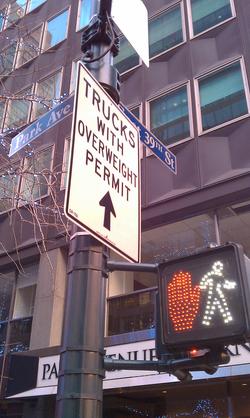 Park Ave
39TH St
TRUCKS
WITH
OVERWEIGHT
PERMIT